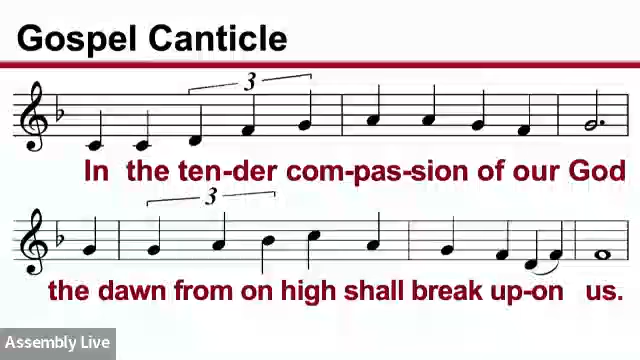 Gospel Canticle
3
In the ten-der com-pas-sion of our God
3
the dawn from on high shall break up-on us.
Assembly Live